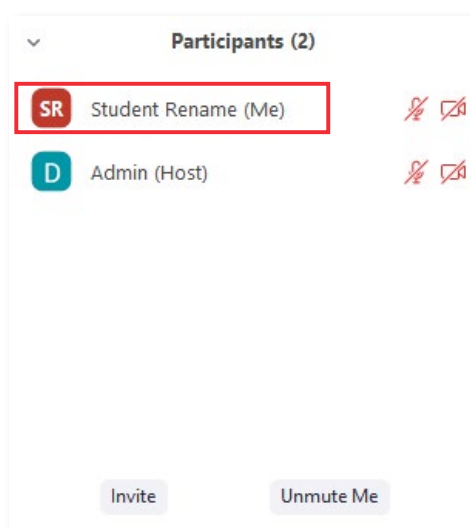 Participants (2)
SR Student Rename (Me)
D Admin (Host)
Invite Unmute Me